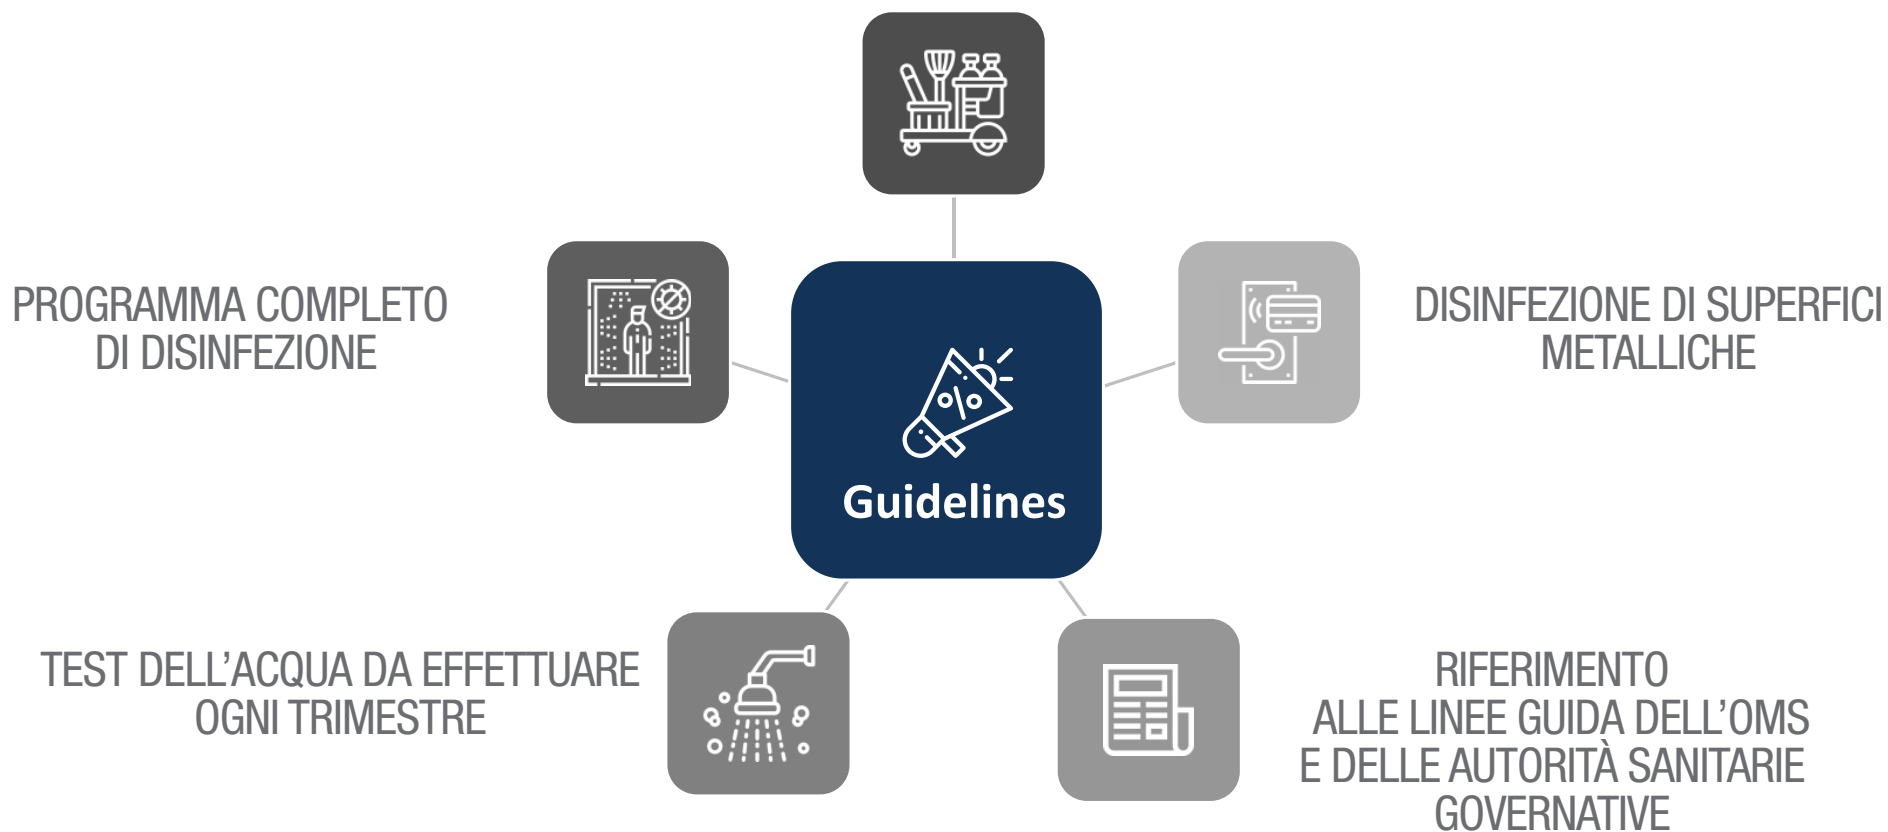 PROGRAMMA COMPLETO
DI DISINFEZIONE
DISINFEZIONE DI SUPERFICI
METALLICHE
%
Guidelines
TEST DELL’ACQUA DA EFFETTUARE
OGNI TRIMESTRE
RIFERIMENTO
ALLE LINEE GUIDA DELL’OMS
E DELLE AUTORITÀ SANITARIE
GOVERNATIVE